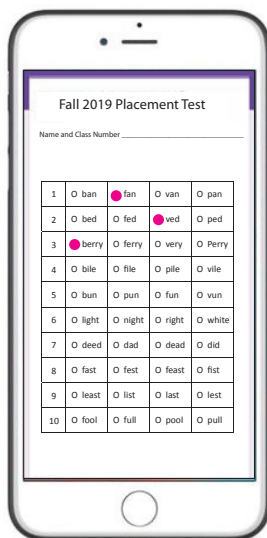 Fall 2019 Placement Test
Name and Class Number ______________________________
1 O ban fan O van O pan
2 O bed O fed ved O ped
3 berry O ferry O very O Perry
4 O bile O file O pile O vile
5 O bun O pun O fun O vun
6 O light O night O right O white
7 O deed O dad O dead O did
8 O fast O fest O feast O fist
9 O least O list O last O lest
10 O fool O full O pool O pull